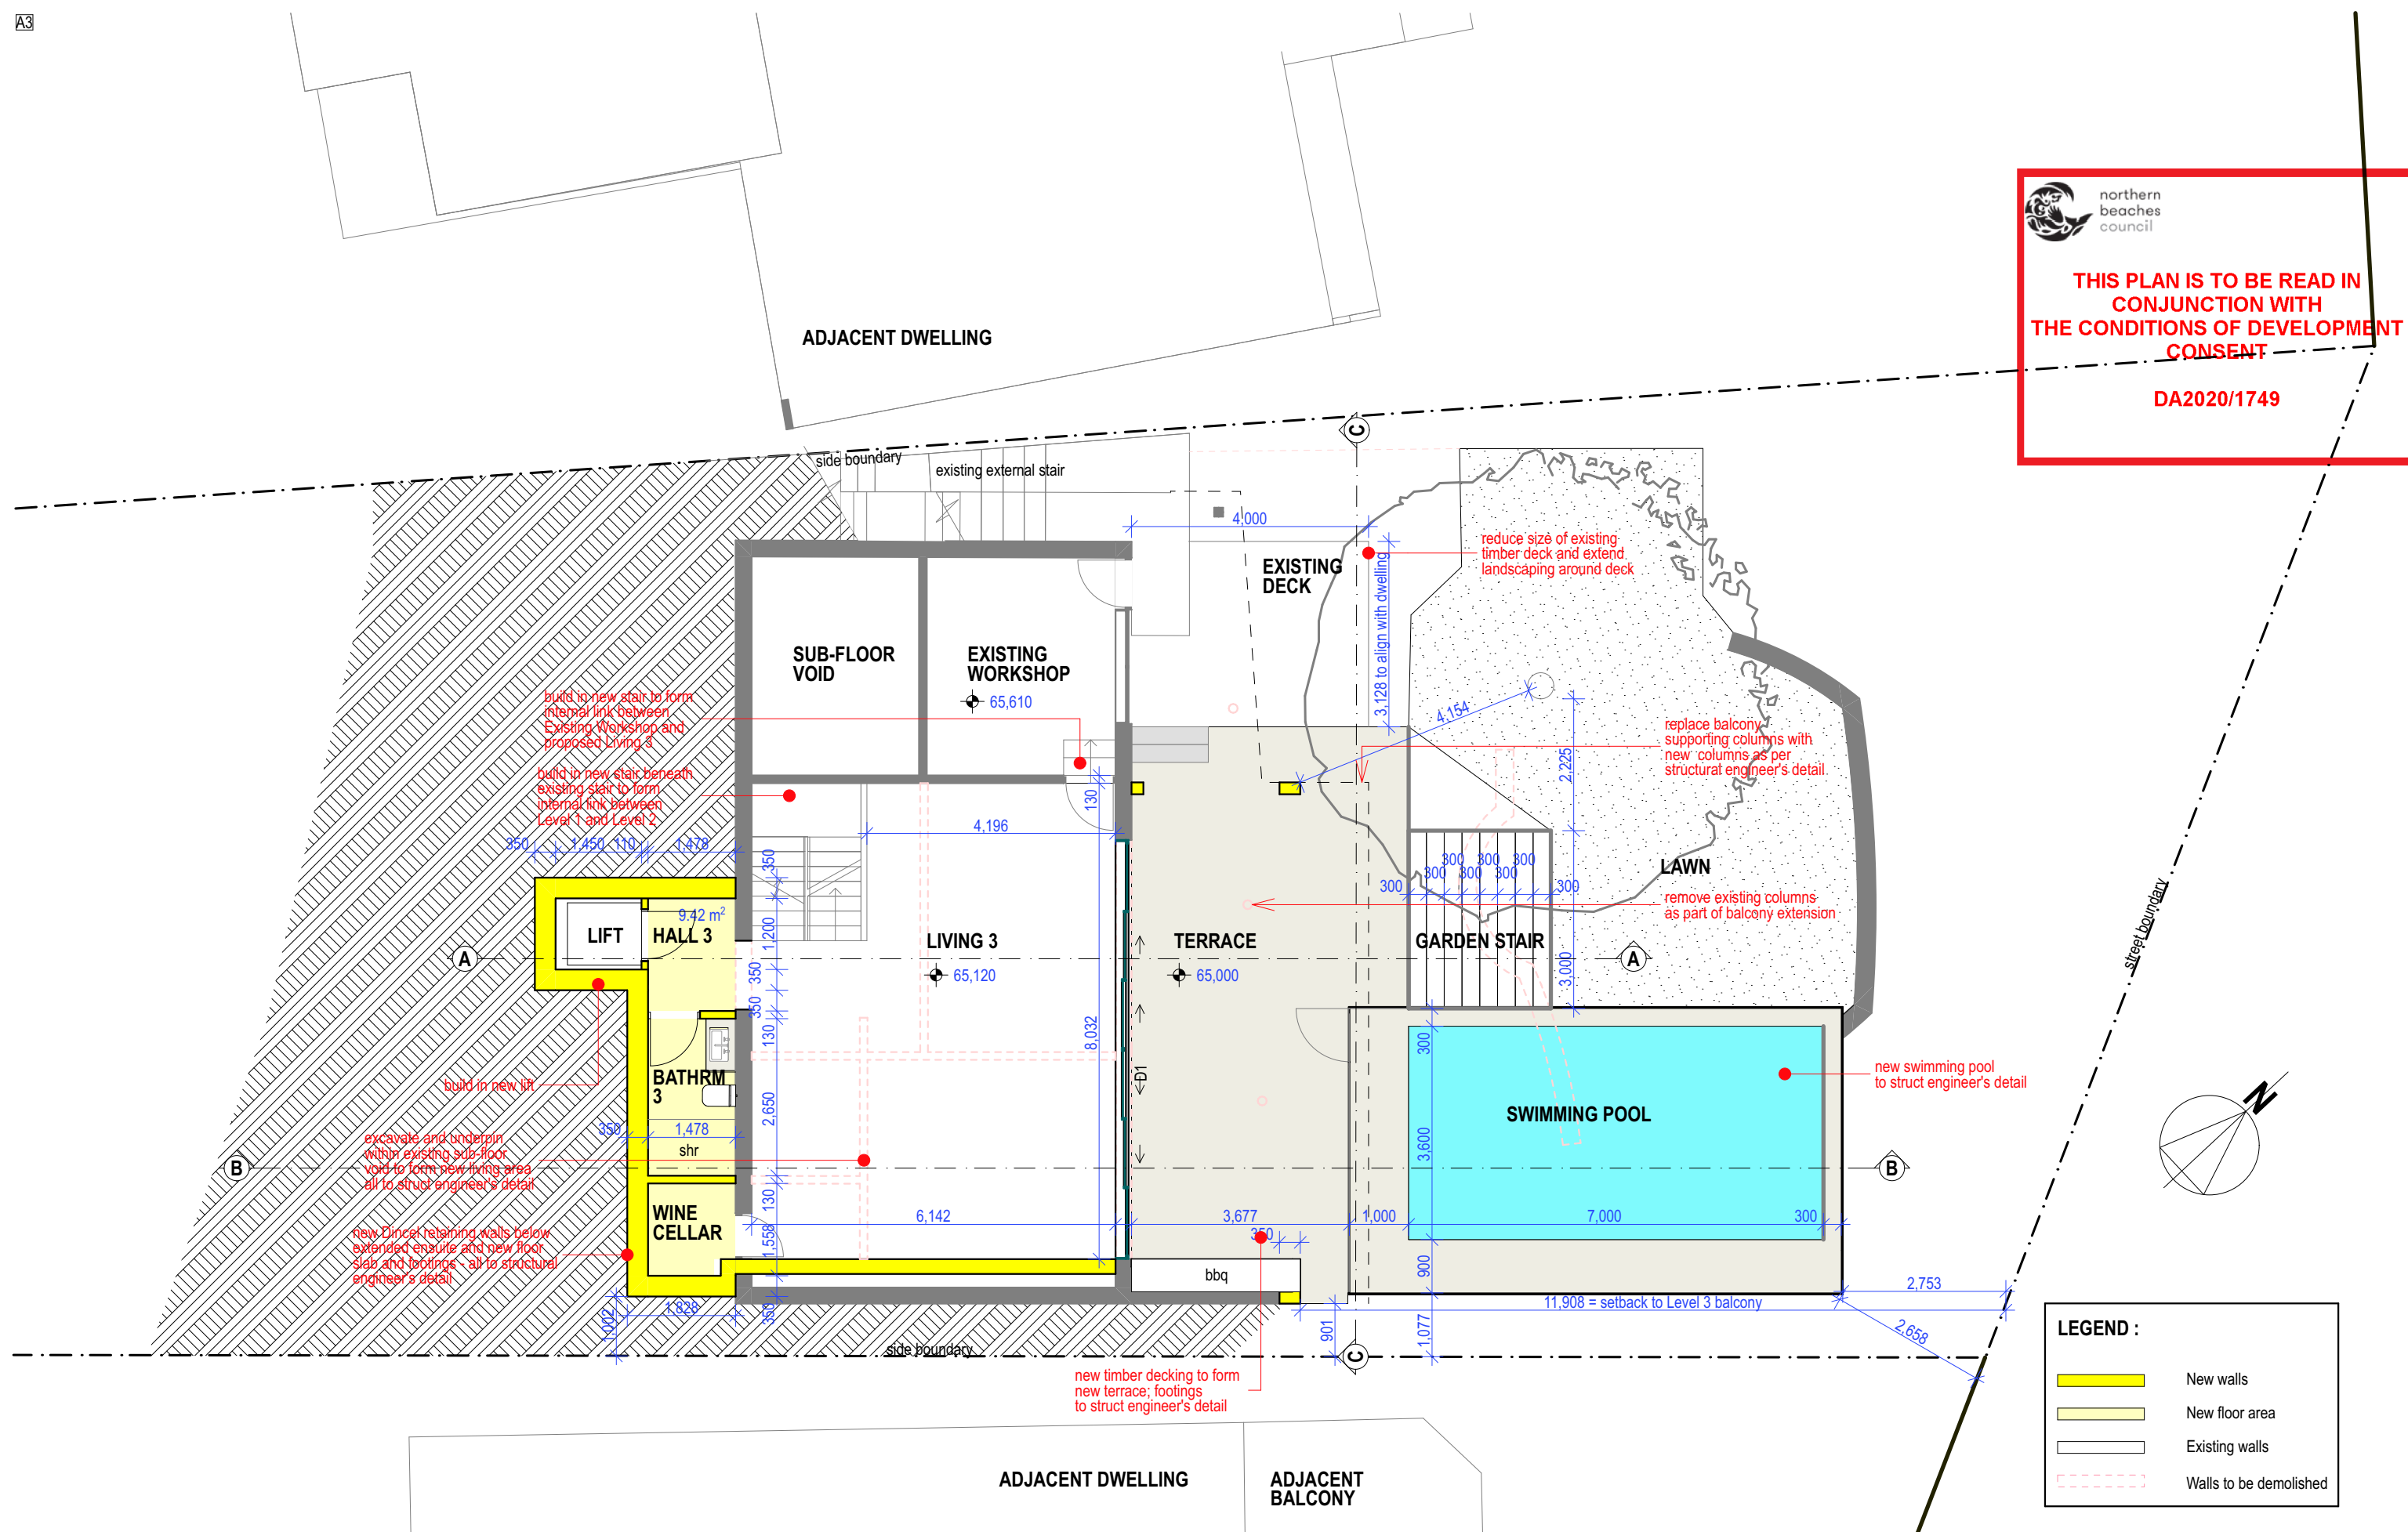 A3
northern
beaches
council
THIS PLAN IS TO BE READ IN
CONJUNCTION WITH
THE CONDITIONS OF DEVELOPMENT
CONSENT
DA2020/1749
ADJACENT DWELLING
C
side boundary
existing external stair
4,000
EXISTING
DECK
reduce size of existing
timber deck and extend
landscaping around deck
3,128 to align with dwelling
SUB-FLOOR
VOID
EXISTING
WORKSHOP
65,610
build in new stair to form
internal link between
Existing Workshop and
proposed Living 3
4,154
2,225
replace balcony
supporting columns with
new columns as per
structural engineer's detail
build in new stair beneath
existing stair to form
internal link between
Level 1 and Level 2
130
4,196
350
1,450
110
1,478
350
300
300
300
300
300
300
300
300
LAWN
remove existing columns
as part of balcony extension
9.42 m2
LIFT
HALL 3
1,200
LIVING 3
65,120
TERRACE
65,000
GARDEN STAIR
3,000
A
A
street boundary
350
350
130
8,032
D1
300
build in new lift
BATHRM
3
2,650
new swimming pool
to struct engineer's detail
SWIMMING POOL
3,600
N
350
1,478
shr
excavate and underpin
within existing sub-floor
void to form new living area
all to struct engineer's detail
B
B
130
WINE
CELLAR
1,558
6,142
3,677
1,000
7,000
300
350
new Dincel retaining walls below
extended ensuite and new floor
slab and footings - all to structural
engineer's detail
bbq
900
2,753
1,828
350
1,002
11,908 = setback to Level 3 balcony
901
1,077
2,658
side boundary
C
new timber decking to form
new terrace; footings
to struct engineer's detail
LEGEND :
New walls
New floor area
Existing walls
Walls to be demolished
ADJACENT DWELLING
ADJACENT
BALCONY